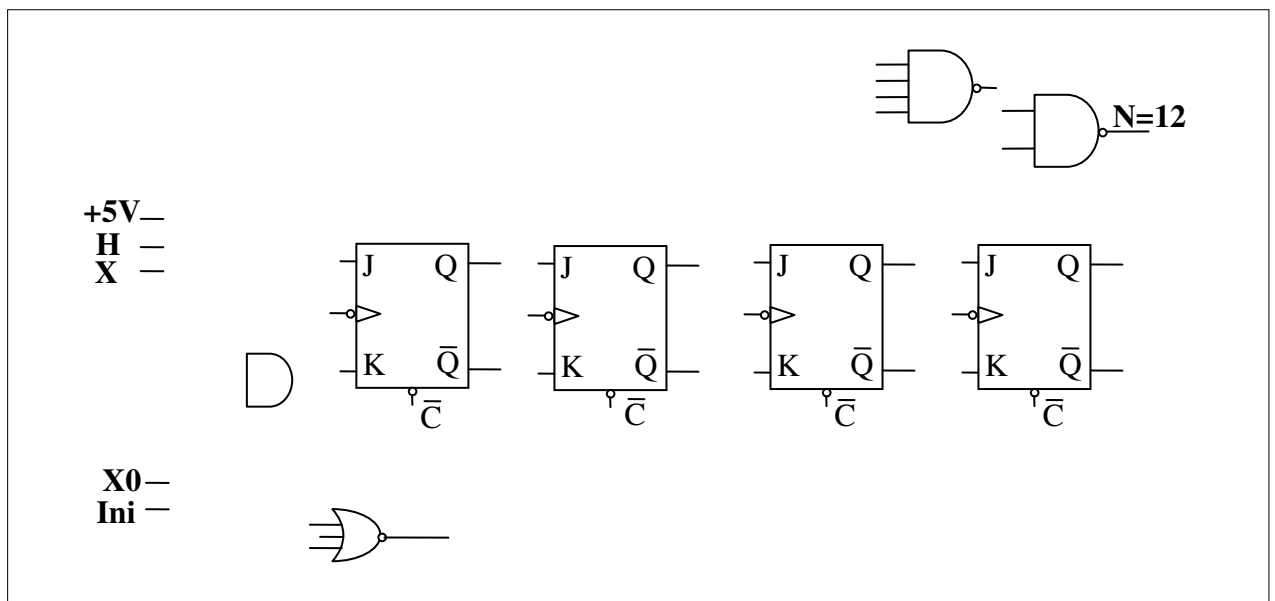 N=12
+5V
H
X
J Q J Q J Q J Q
K Q̅ K Q̅ K Q̅ K Q̅
C̅ C̅ C̅ C̅
X0
Ini